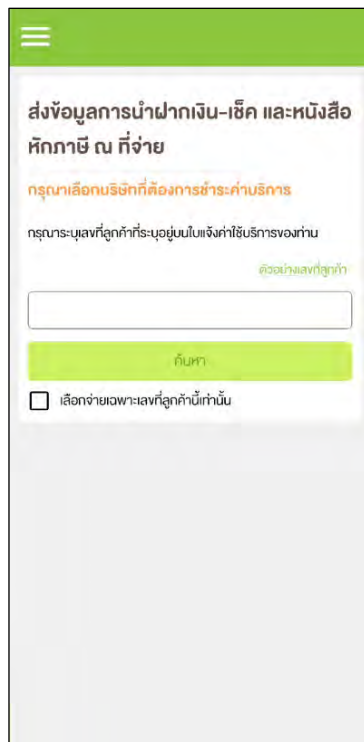 ส่งข้อมูลการนำฝากเงิน-เช็ค และหนังสือ
หักภาษี ณ ที่จ่าย
กรุณาเลือกบริษัทที่ต้องการชำระค่าบริการ
กรุณาระบุเลขที่ลูกค้าที่ระบุอยู่บนใบแจ้งค่าใช้บริการของท่าน
ตัวอย่างเลขที่ลูกค้า
ค้นหา
เลือกจ่ายเฉพาะเลขที่ลูกค้านี้เท่านั้น